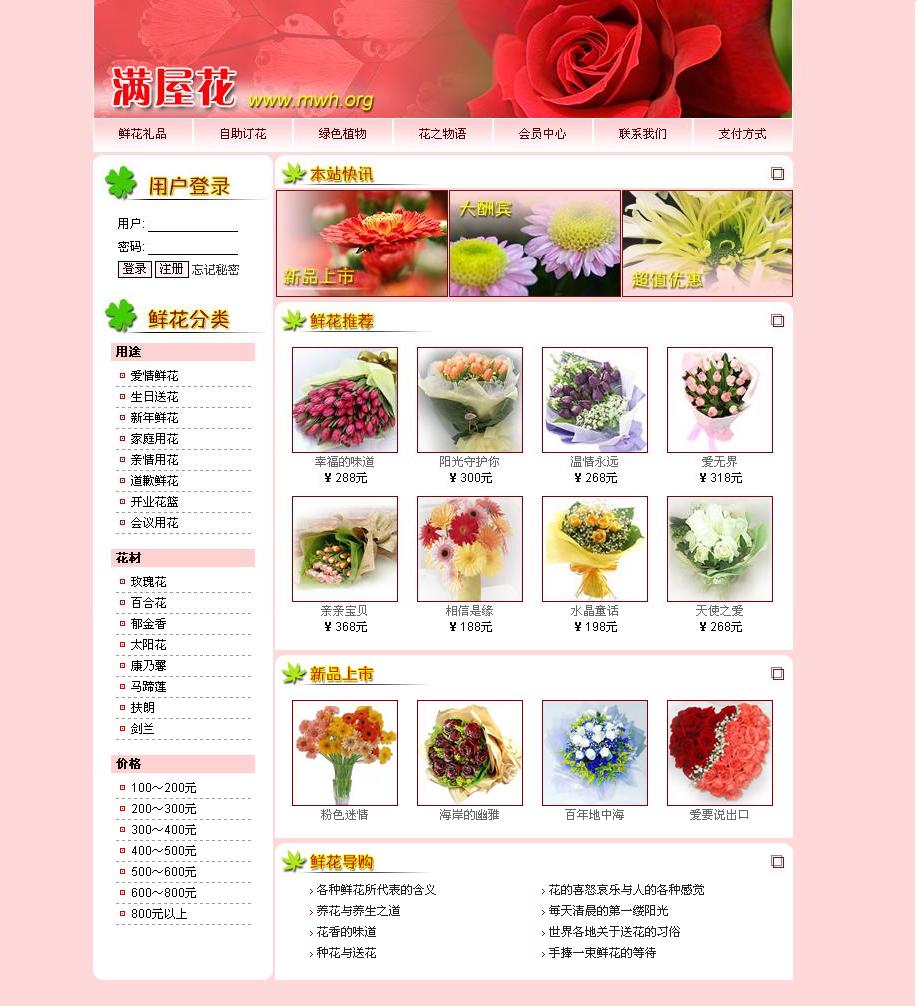 满屋花 www.mwh.org
鲜花礼品 自助订花 绿色植物 花之物语 会员中心 联系我们 支付方式
用户登录
用户:
密码:
登录 注册 忘记秘密
鲜花分类
用途
爱情鲜花
生日送花
新年鲜花
家庭用花
亲情用花
道歉鲜花
开业花篮
会议用花
花材
玫瑰花
百合花
郁金香
太阳花
康乃馨
马蹄莲
扶朗
剑兰
价格
100～200元
200～300元
300～400元
400～500元
500～600元
600～800元
800元以上
本站快讯
新品上市
大酬宾
超值优惠
鲜花推荐
幸福的味道 阳光守护你 温情永远 爱无界
¥ 288元 ¥ 300元 ¥ 268元 ¥ 318元
亲亲宝贝 相信是缘 水晶童话 天使之爱
¥ 368元 ¥ 188元 ¥ 198元 ¥ 268元
新品上市
粉色迷情 海岸的幽雅 百年地中海 爱要说出口
鲜花导购
各种鲜花所代表的含义 花的喜怒哀乐与人的各种感觉
养花与养生之道 每天清晨的第一缕阳光
花香的味道 世界各地关于送花的习俗
种花与送花 手捧一束鲜花的等待